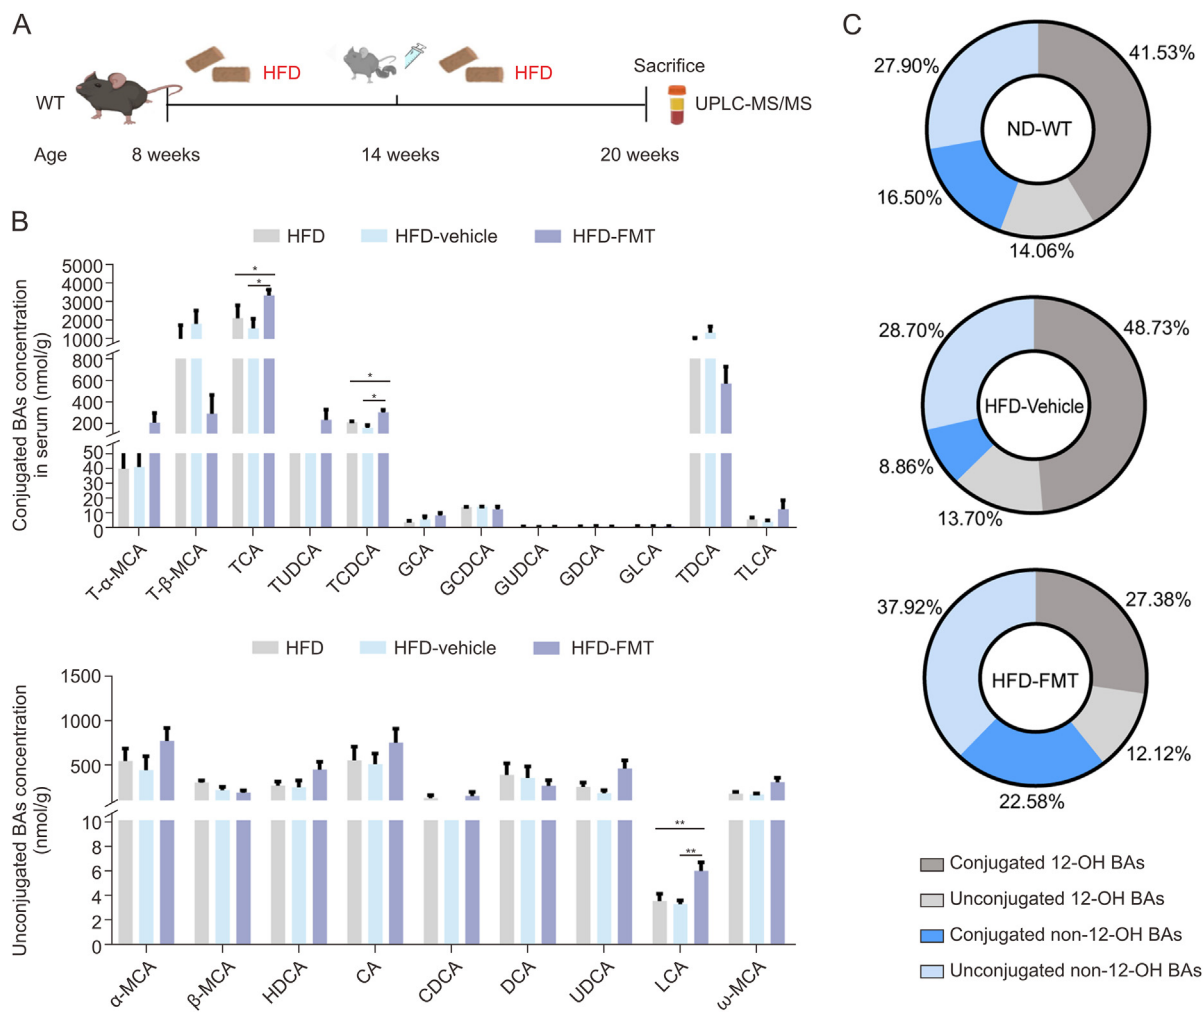 A
WT
HFD
HFD
Sacrifice
UPLC-MS/MS
Age
8 weeks
14 weeks
20 weeks
B
HFD
HFD-vehicle
HFD-FMT
Conjugated BAs concentration
in serum (nmol/g)
5000
4000
3000
2000
1000
800
600
400
200
50
40
30
20
10
0
*
*
*
*
T-α-MCA
T-β-MCA
TCA
TUDCA
TCDCA
GCA
GCDCA
GUDCA
GDCA
GLCA
TDCA
TLCA
HFD
HFD-vehicle
HFD-FMT
Unconjugated BAs concentration
(nmol/g)
1500
1000
500
10
8
6
4
2
0
**
**
α-MCA
β-MCA
HDCA
CA
CDCA
DCA
UDCA
LCA
ω-MCA
C
27.90%
41.53%
ND-WT
16.50%
14.06%
28.70%
48.73%
HFD-Vehicle
8.86%
13.70%
37.92%
27.38%
HFD-FMT
12.12%
22.58%
Conjugated 12-OH BAs
Unconjugated 12-OH BAs
Conjugated non-12-OH BAs
Unconjugated non-12-OH BAs